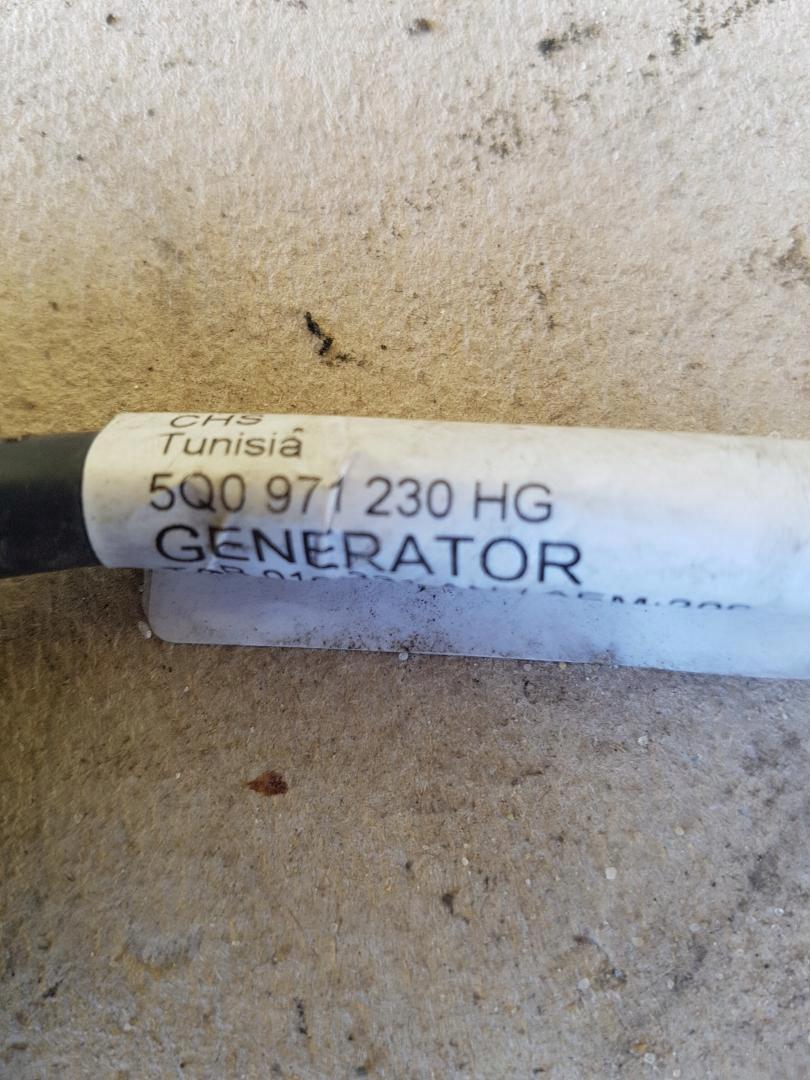 CHS
Tunisia
5Q0 971 230 HG
GENERATOR